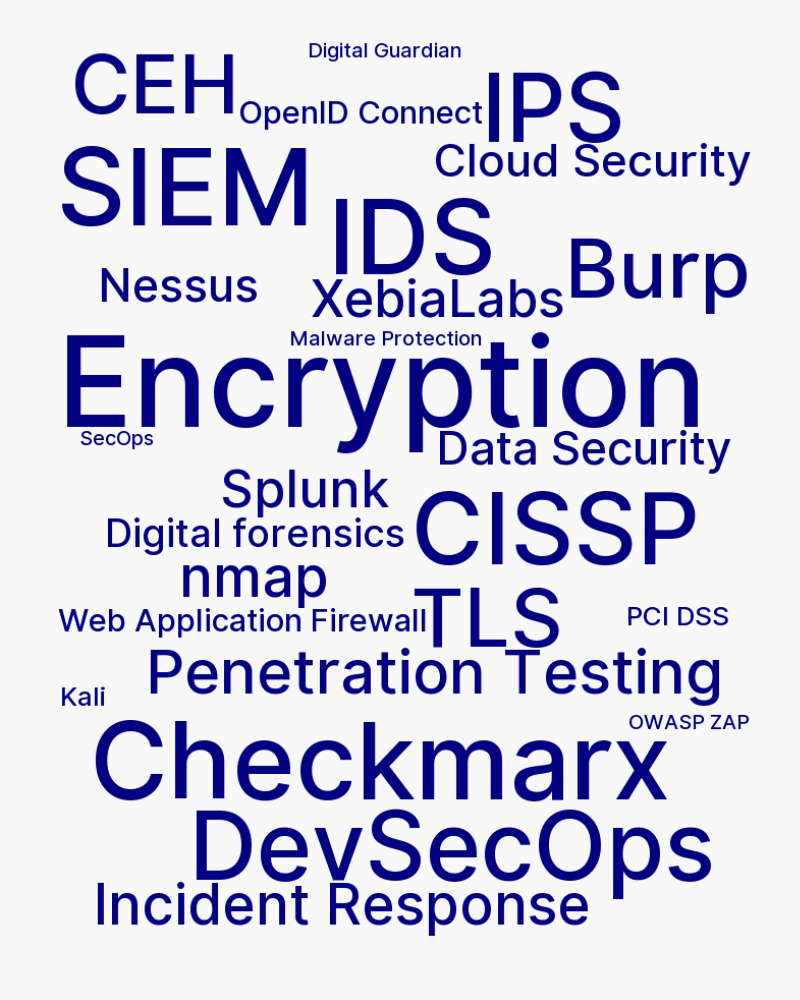 Digital Guardian
CEH
OpenID Connect
IPS
Cloud Security
SIEM
IDS
Burp
Nessus
XebiaLabs
Malware Protection
Encryption
SecOps
Data Security
Splunk
CISSP
Digital forensics
nmap
TLS
Web Application Firewall
PCI DSS
Penetration Testing
Kali
OWASP ZAP
Checkmarx
DevSecOps
Incident Response